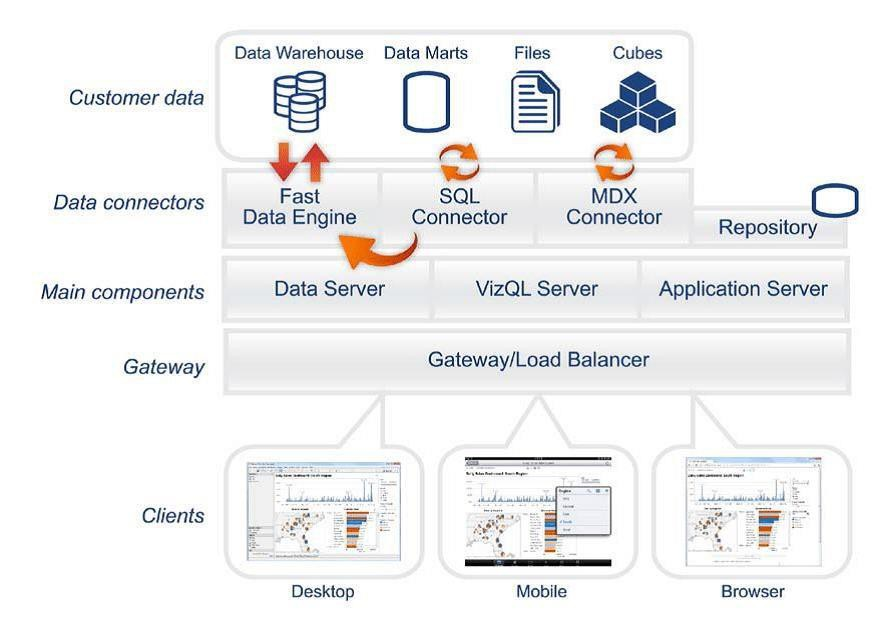 Data Warehouse
Data Marts
Files
Cubes
Customer data
Data connectors
Fast
Data Engine
SQL
Connector
MDX
Connector
Repository
Main components
Data Server
VizQL Server
Application Server
Gateway
Gateway/Load Balancer
Clients
Desktop
Mobile
Browser